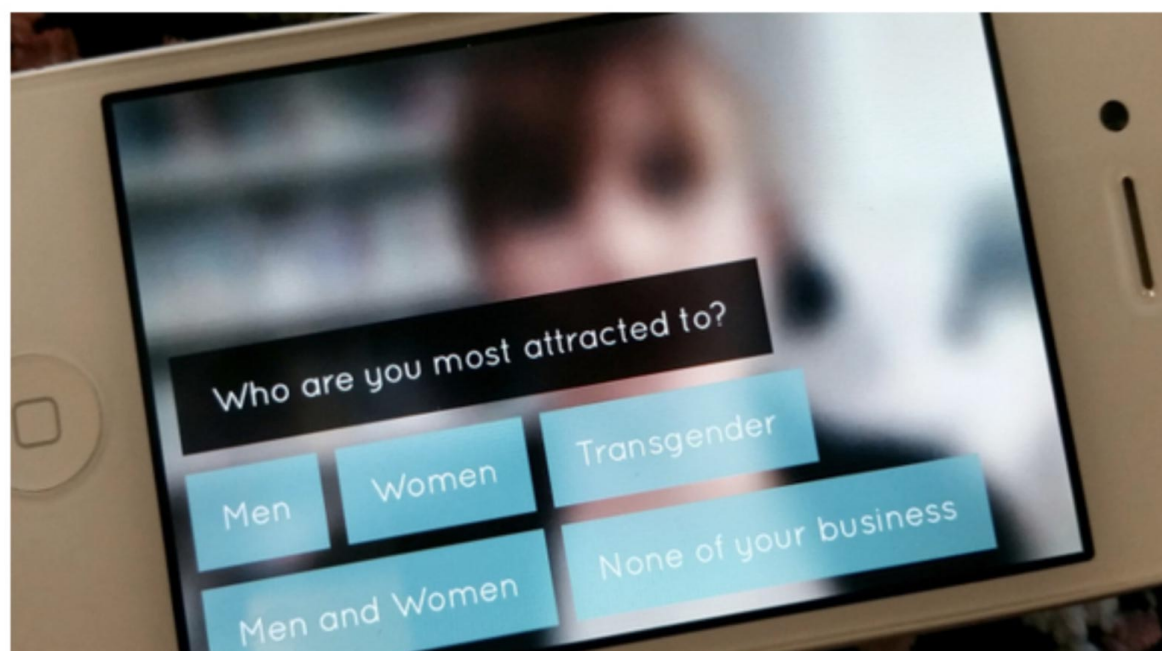 Who are you most attracted to?
Men Women Transgender
Men and Women None of your business